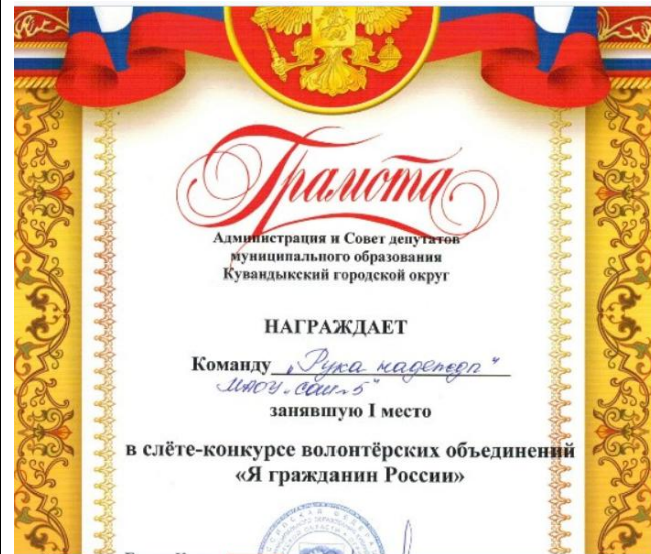 Грамота
Администрация и Совет депутатов
муниципального образования
Кувандыкский городской округ
НАГРАЖДАЕТ
Команду „Рука надежды"
МАОУ „СОШ №5"
занявшую I место
в слёте-конкурсе волонтёрских объединений
«Я гражданин России»